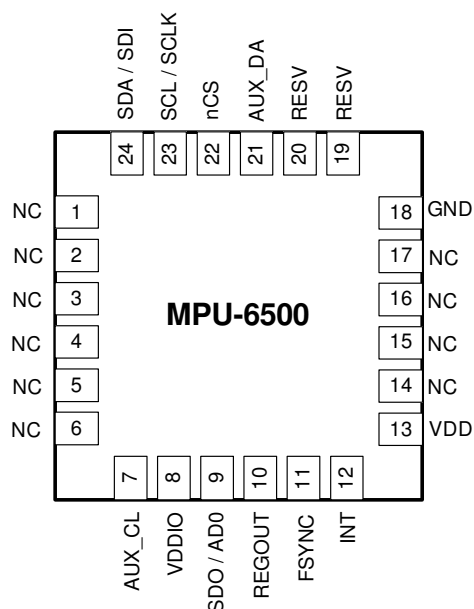 SDA / SDI
SCL / SCLK
nCS
AUX_DA
RESV
RESV
24
23
22
21
20
19
NC 1
NC 2
NC 3
NC 4
NC 5
NC 6
MPU-6500
18 GND
17 NC
16 NC
15 NC
14 NC
13 VDD
7
8
9
10
11
12
AUX_CL
VDDIO
SDO / AD0
REGOUT
FSYNC
INT